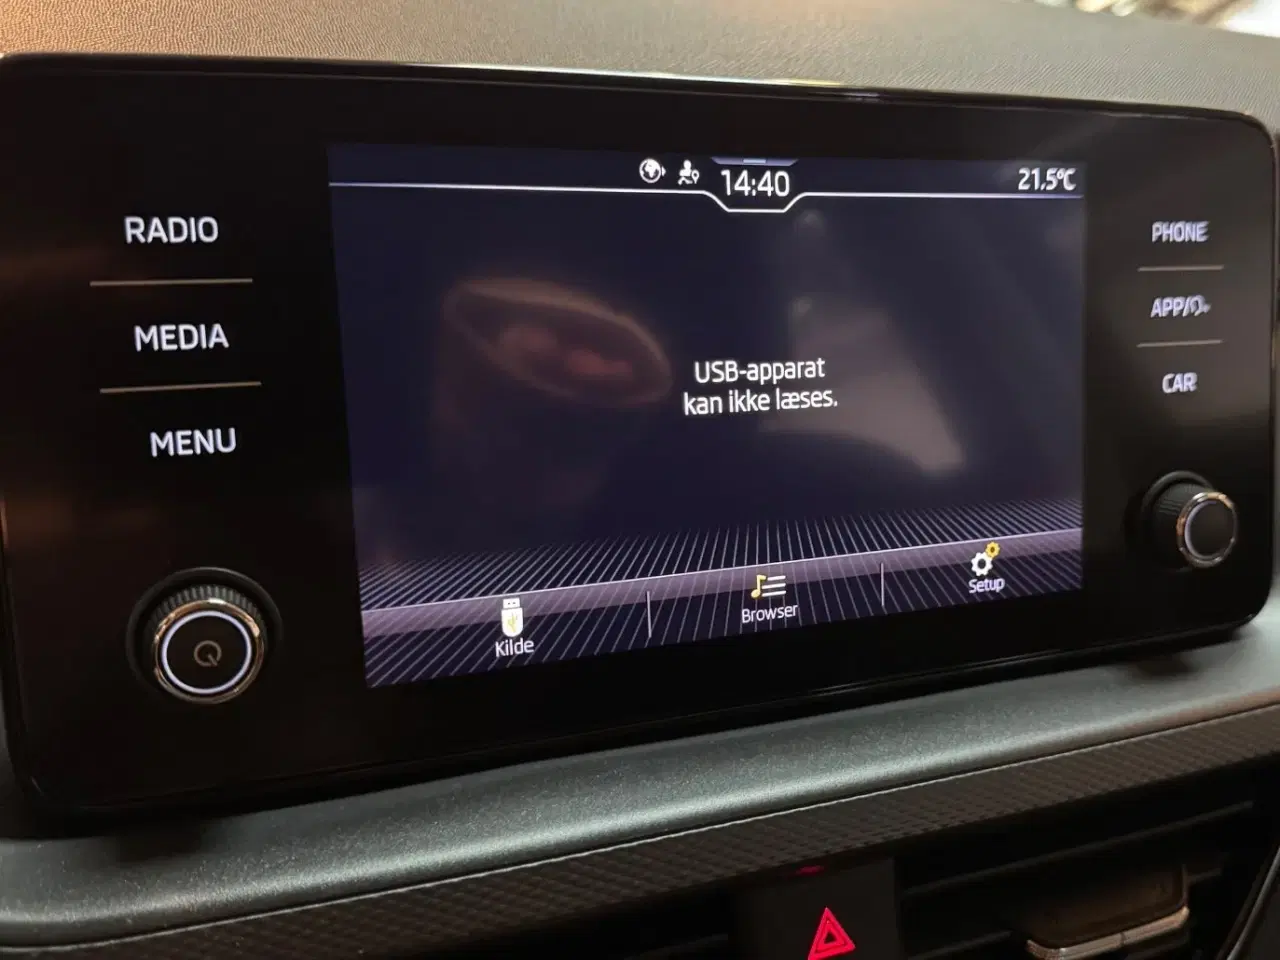 14:40
21.5°C
RADIO
MEDIA
MENU
USB-apparat
kan ikke læses.
PHONE
APP/
CAR
Kilde
Browser
Setup